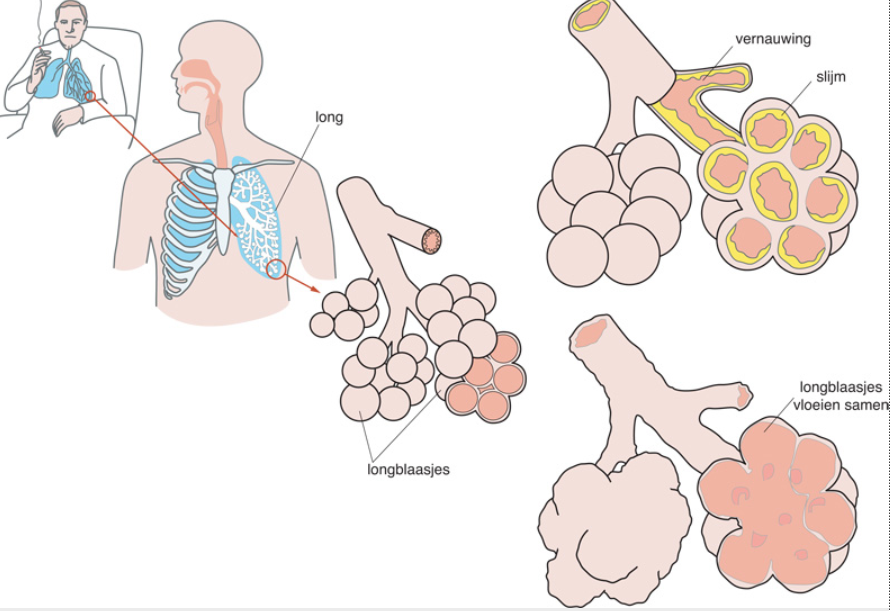 vernauwing
slijm
long
longblaasjes
vloeien samen
longblaasjes